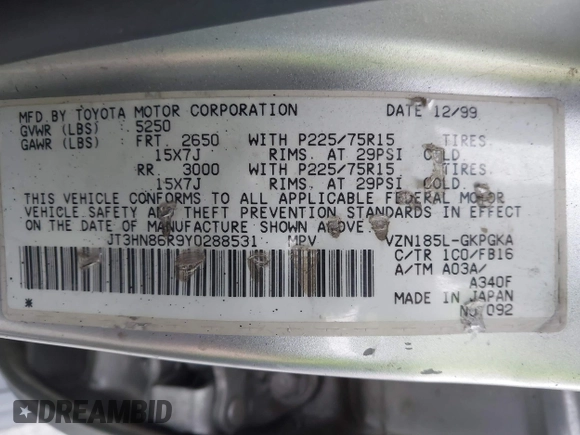 MFD. BY TOYOTA MOTOR CORPORATION DATE 12/99
GVWR (LBS) 5250
GAWR (LBS) FRT 2650 WITH P225/75R15 TIRES
15X7J RIMS. AT 29PSI COLD
RR 3000 WITH P225/75R15 TIRES
15X7J RIMS. AT 29PSI COLD.
THIS VEHICLE CONFORMS TO ALL APPLICABLE FEDERAL MOTOR
VEHICLE SAFETY AND THEFT PREVENTION STANDARDS IN EFFECT
ON THE DATE OF MANUFACTURE SHOWN ABOVE.
JT3HN86R9Y0288531 MPV VZN185L-GKPGKA
C/TR 1C0/FB16
A/TM A03A/
A340F
MADE IN JAPAN
NO. 092
*
DREAMBID